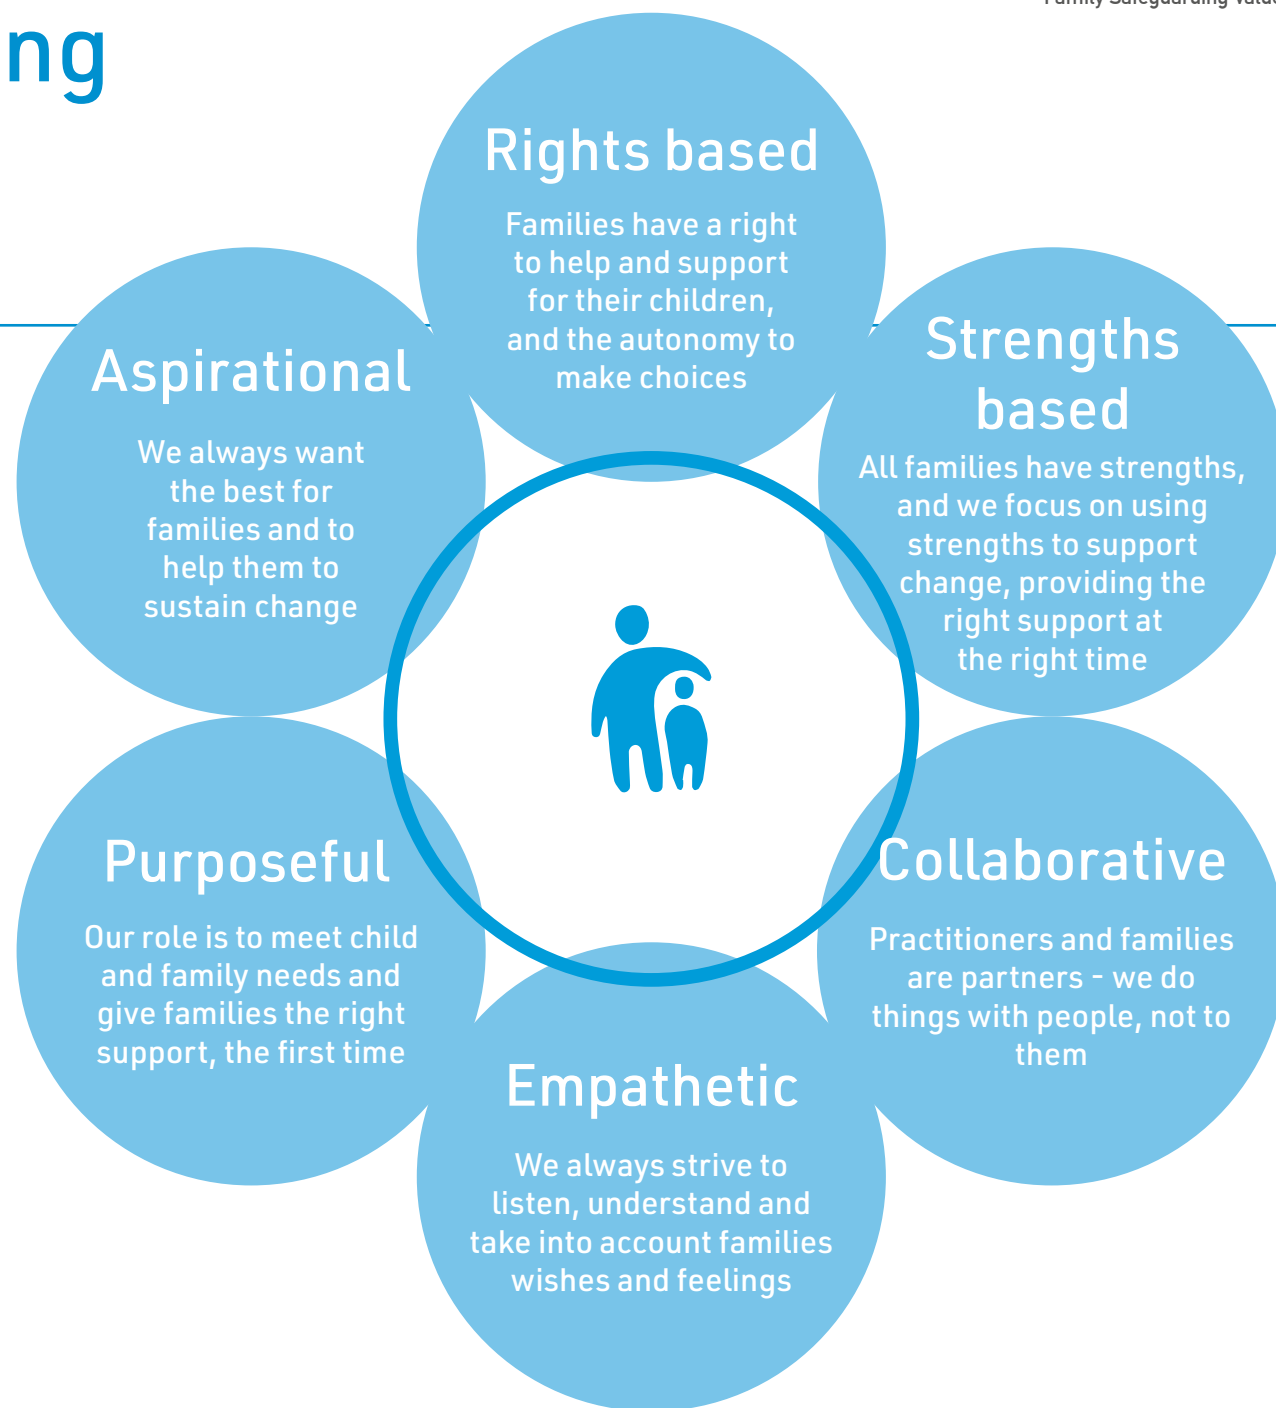 Family Safeguarding Value
ng
Rights based
Families have a right
to help and support
for their children,
and the autonomy to
make choices
Strengths
based
All families have strengths,
and we focus on using
strengths to support
change, providing the
right support at
the right time
Collaborative
Practitioners and families
are partners - we do
things with people, not to
them
Empathetic
We always strive to
listen, understand and
take into account families
wishes and feelings
Purposeful
Our role is to meet child
and family needs and
give families the right
support, the first time
Aspirational
We always want
the best for
families and to
help them to
sustain change